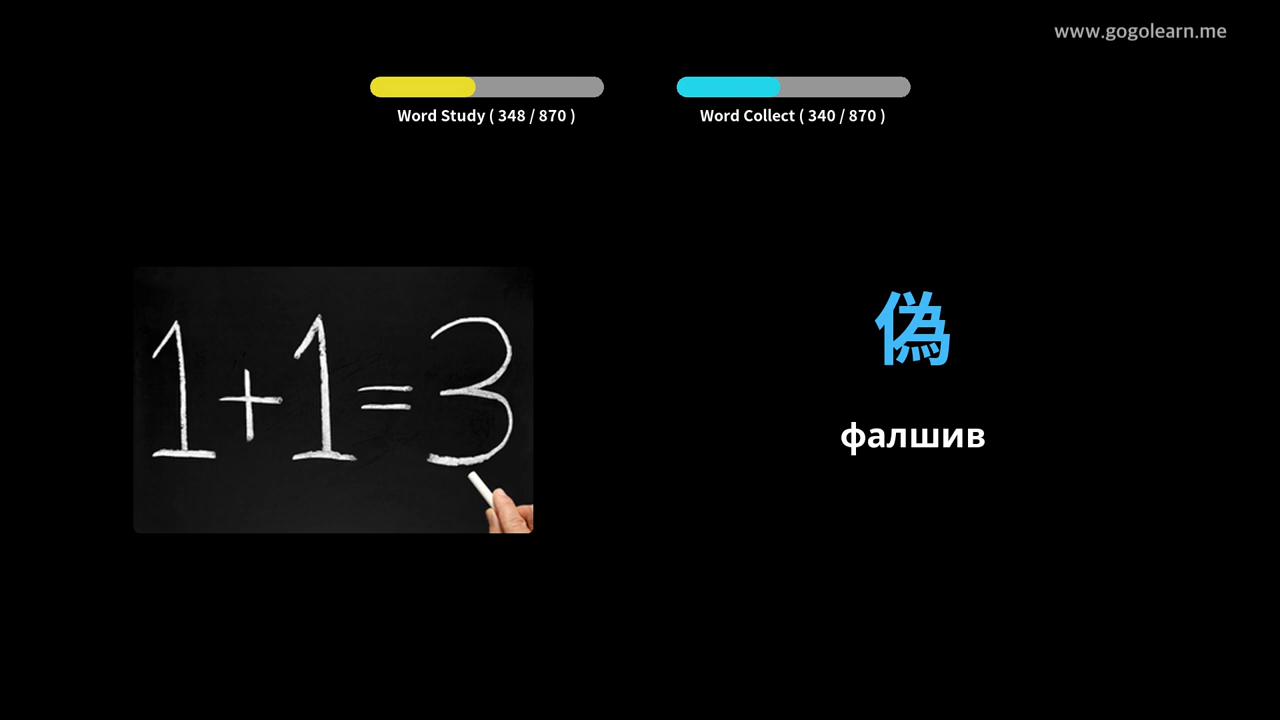 www.gogolearn.me
Word Study ( 348 / 870 )
Word Collect ( 340 / 870 )
1+1=3
偽
фалшив